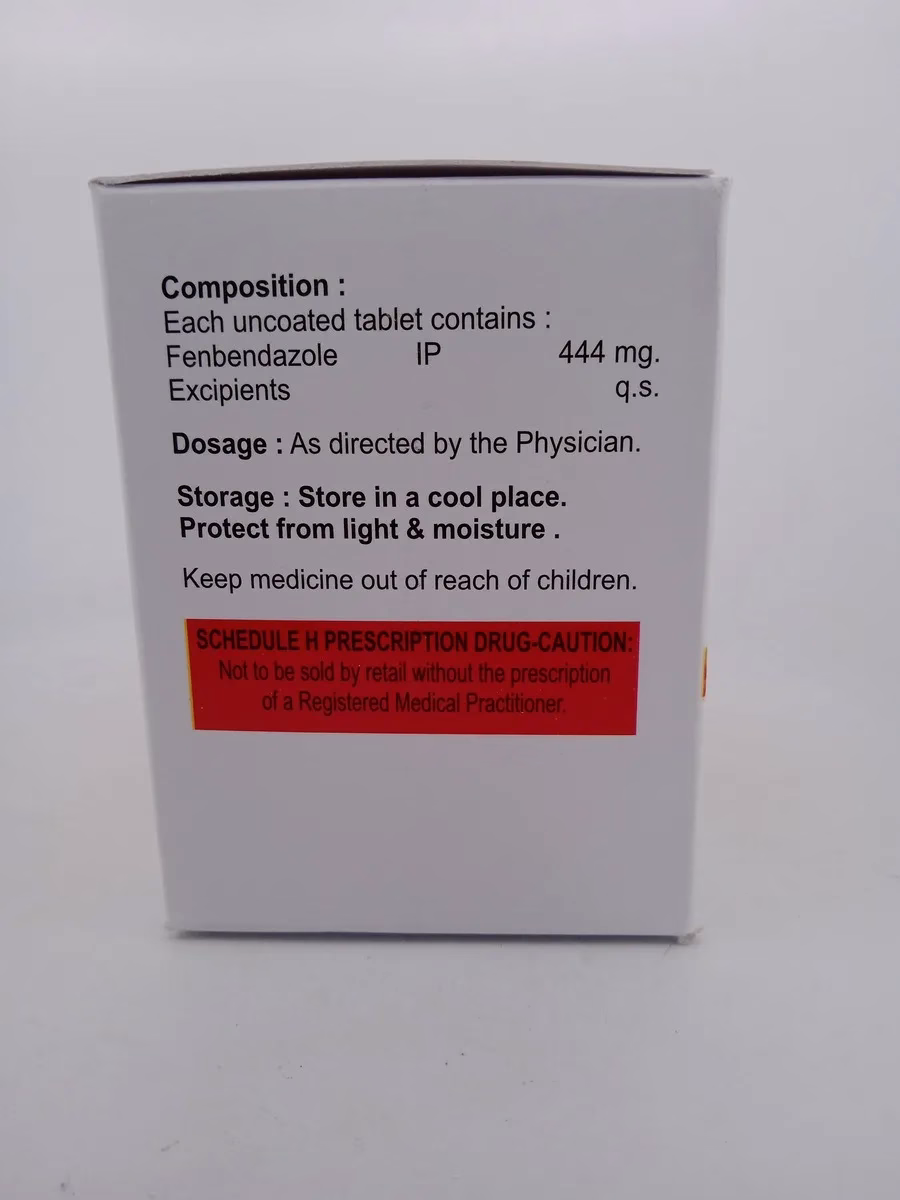 Composition :
Each uncoated tablet contains :
Fenbendazole IP 444 mg.
Excipients q.s.
Dosage : As directed by the Physician.
Storage : Store in a cool place.
Protect from light & moisture .
Keep medicine out of reach of children.
SCHEDULE H PRESCRIPTION DRUG-CAUTION:
Not to be sold by retail without the prescription
of a Registered Medical Practitioner.